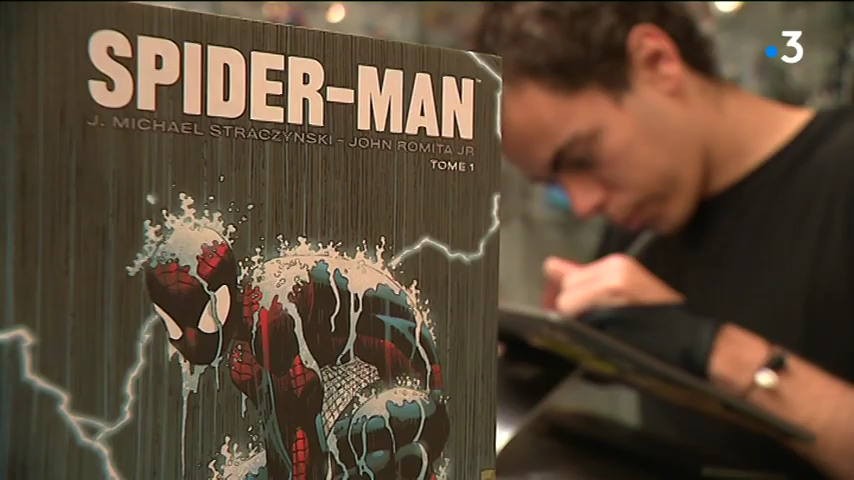 SPIDER-MAN
J. MICHAEL STRACZYNSKI - JOHN ROMITA JR
TOME 1
3